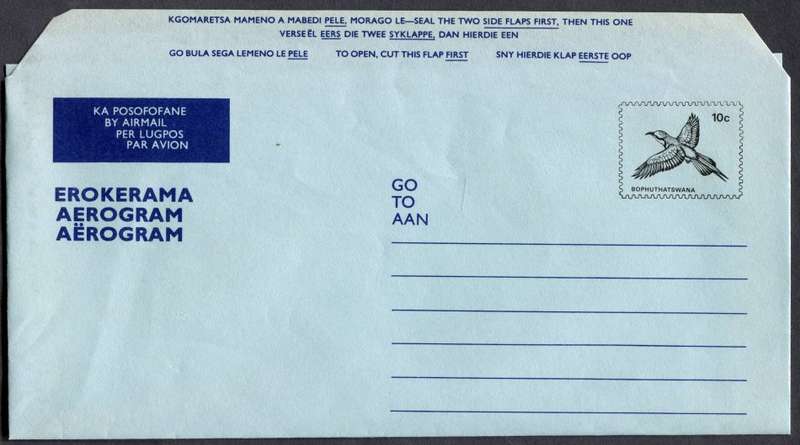 KGOMARETSA MAMENO A MABEDI PELE, MORAGO LE—SEAL THE TWO SIDE FLAPS FIRST, THEN THIS ONE
VERSEËL EERS DIE TWEE SYKLAPPE, DAN HIERDIE EEN
GO BULA SEGA LEMENO LE PELE TO OPEN, CUT THIS FLAP FIRST SNY HIERDIE KLAP EERSTE OOP
KA POSOFOFANE
BY AIRMAIL
PER LUGPOS
PAR AVION
10c
BOPHUTHATSWANA
EROKERAMA
AEROGRAM
AËROGRAM
GO
TO
AAN